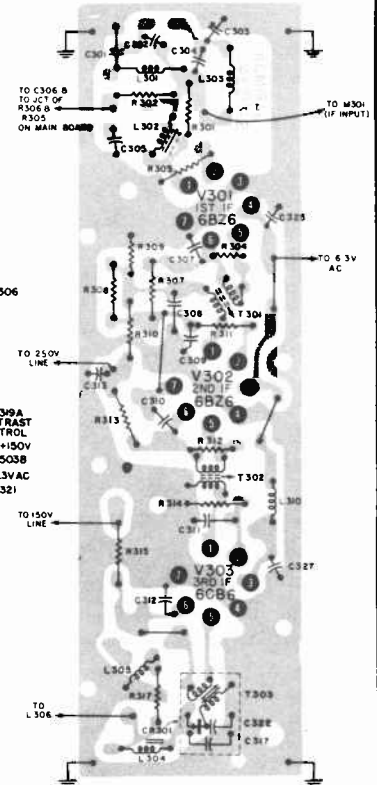 C303
C302
C304
C301
L301
L303
TO C306 B
TO JCT OF
R306 B
R305
ON MAIN BOARD
R302
L302
R301
TO M301
(IF INPUT)
C305
R305
V301
1ST IF
6BZ6
C325
R309
C307
R304
TO 6 3V
AC
306
R308
R307
C308
T301
R310
R311
C309
TO 250V
LINE
C313
V302
2ND IF
6BZ6
C310
R313
319A
TRAST
TROL
+150V
5038
.3VAC
321
R312
T302
R314
L310
C311
TO 150V
LINE
R315
V303
3RD IF
6CB6
C327
C312
L305
R317
T303
TO
L306
CR301
C322
C317
L304